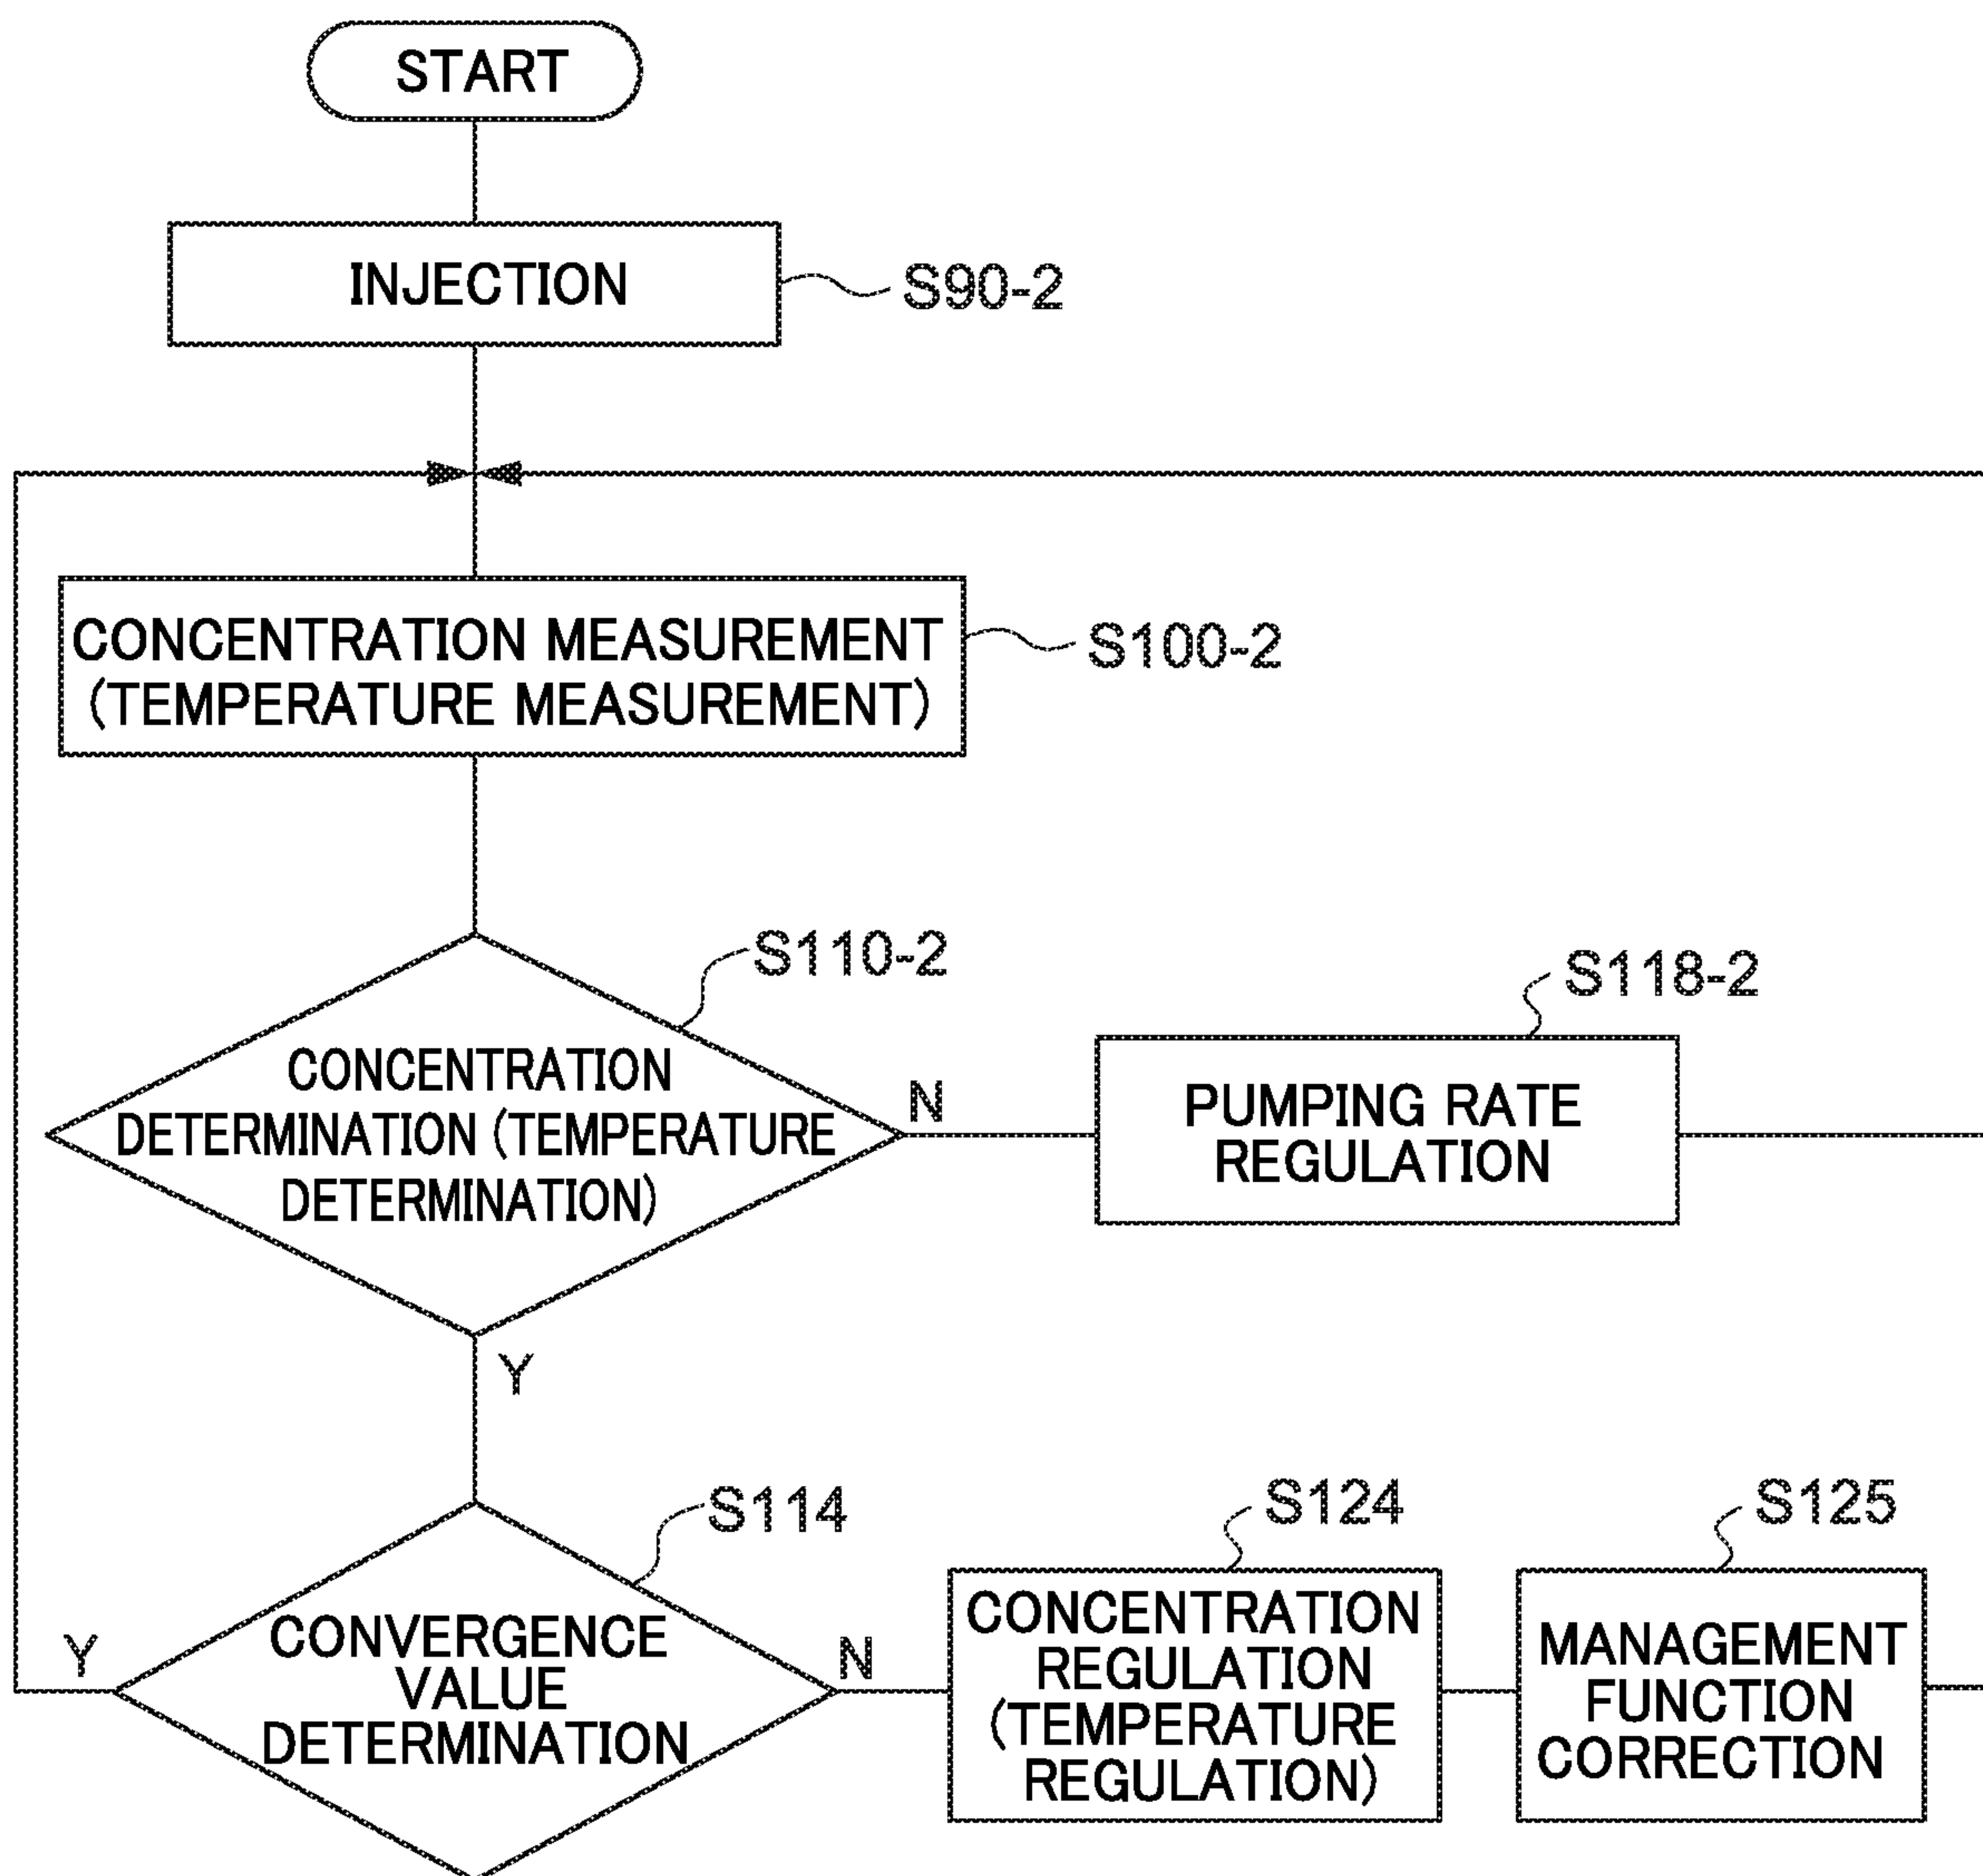 START
INJECTION
S90-2
CONCENTRATION MEASUREMENT
(TEMPERATURE MEASUREMENT)
S100-2
S110-2
CONCENTRATION
DETERMINATION (TEMPERATURE
DETERMINATION)
N
S118-2
PUMPING RATE
REGULATION
Y
S114
CONVERGENCE
VALUE
DETERMINATION
Y
N
S124
CONCENTRATION
REGULATION
(TEMPERATURE
REGULATION)
S125
MANAGEMENT
FUNCTION
CORRECTION